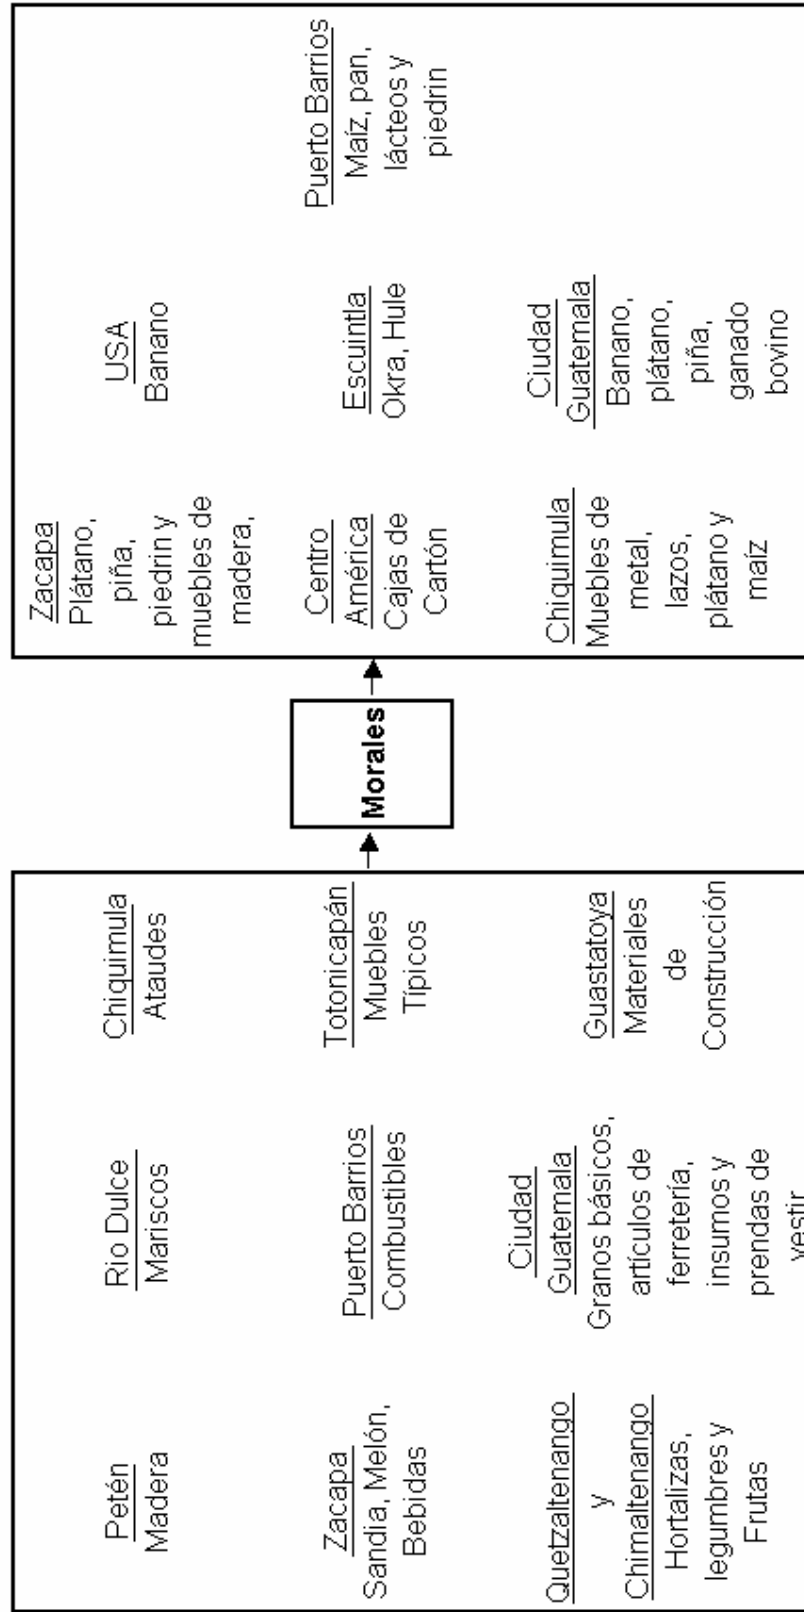 Petén
Madera
Rio Dulce
Mariscos
Chiquimula
Ataudes
Zacapa
Sandia, Melón,
Bebidas
Puerto Barrios
Combustibles
Totonicapán
Muebles
Típicos
Quetzaltenango
y
Chimaltenango
Hortalizas,
legumbres y
Frutas
Ciudad
Guatemala
Granos básicos,
artículos de
ferretería,
insumos y
prendas de
vestir
Guastatoya
Materiales
de
Construcción
Morales
Zacapa
Plátano,
piña,
piedrin y
muebles de
madera,
USA
Banano
Centro
América
Cajas de
Cartón
Escuintla
Okra, Hule
Puerto Barrios
Maíz, pan,
lácteos y
piedrin
Chiquimula
Muebles de
metal,
lazos,
plátano y
maíz
Ciudad
Guatemala
Banano,
plátano,
piña,
ganado
bovino